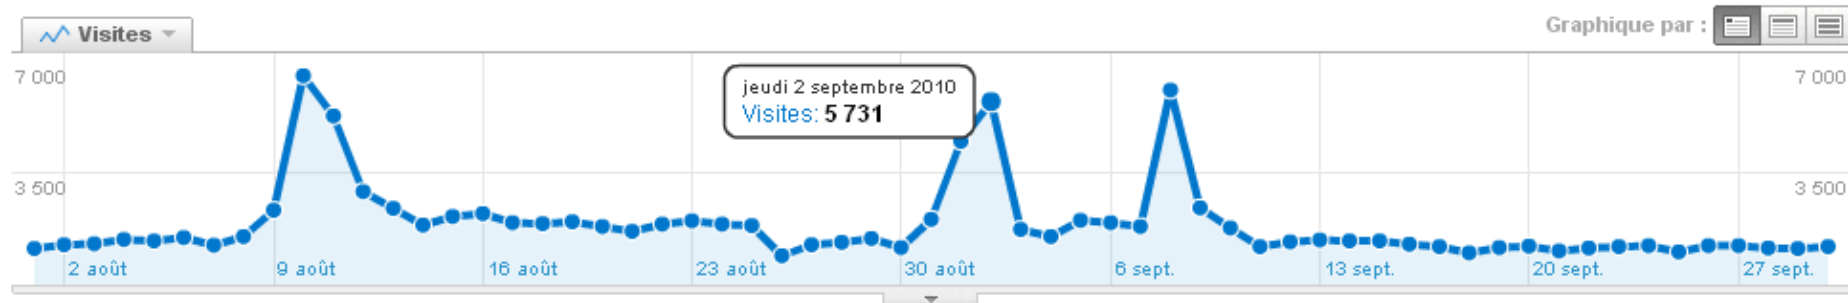 Visites
Graphique par :
7 000
7 000
jeudi 2 septembre 2010
Visites: 5 731
3 500
3 500
2 août
9 août
16 août
23 août
30 août
6 sept.
13 sept.
20 sept.
27 sept.